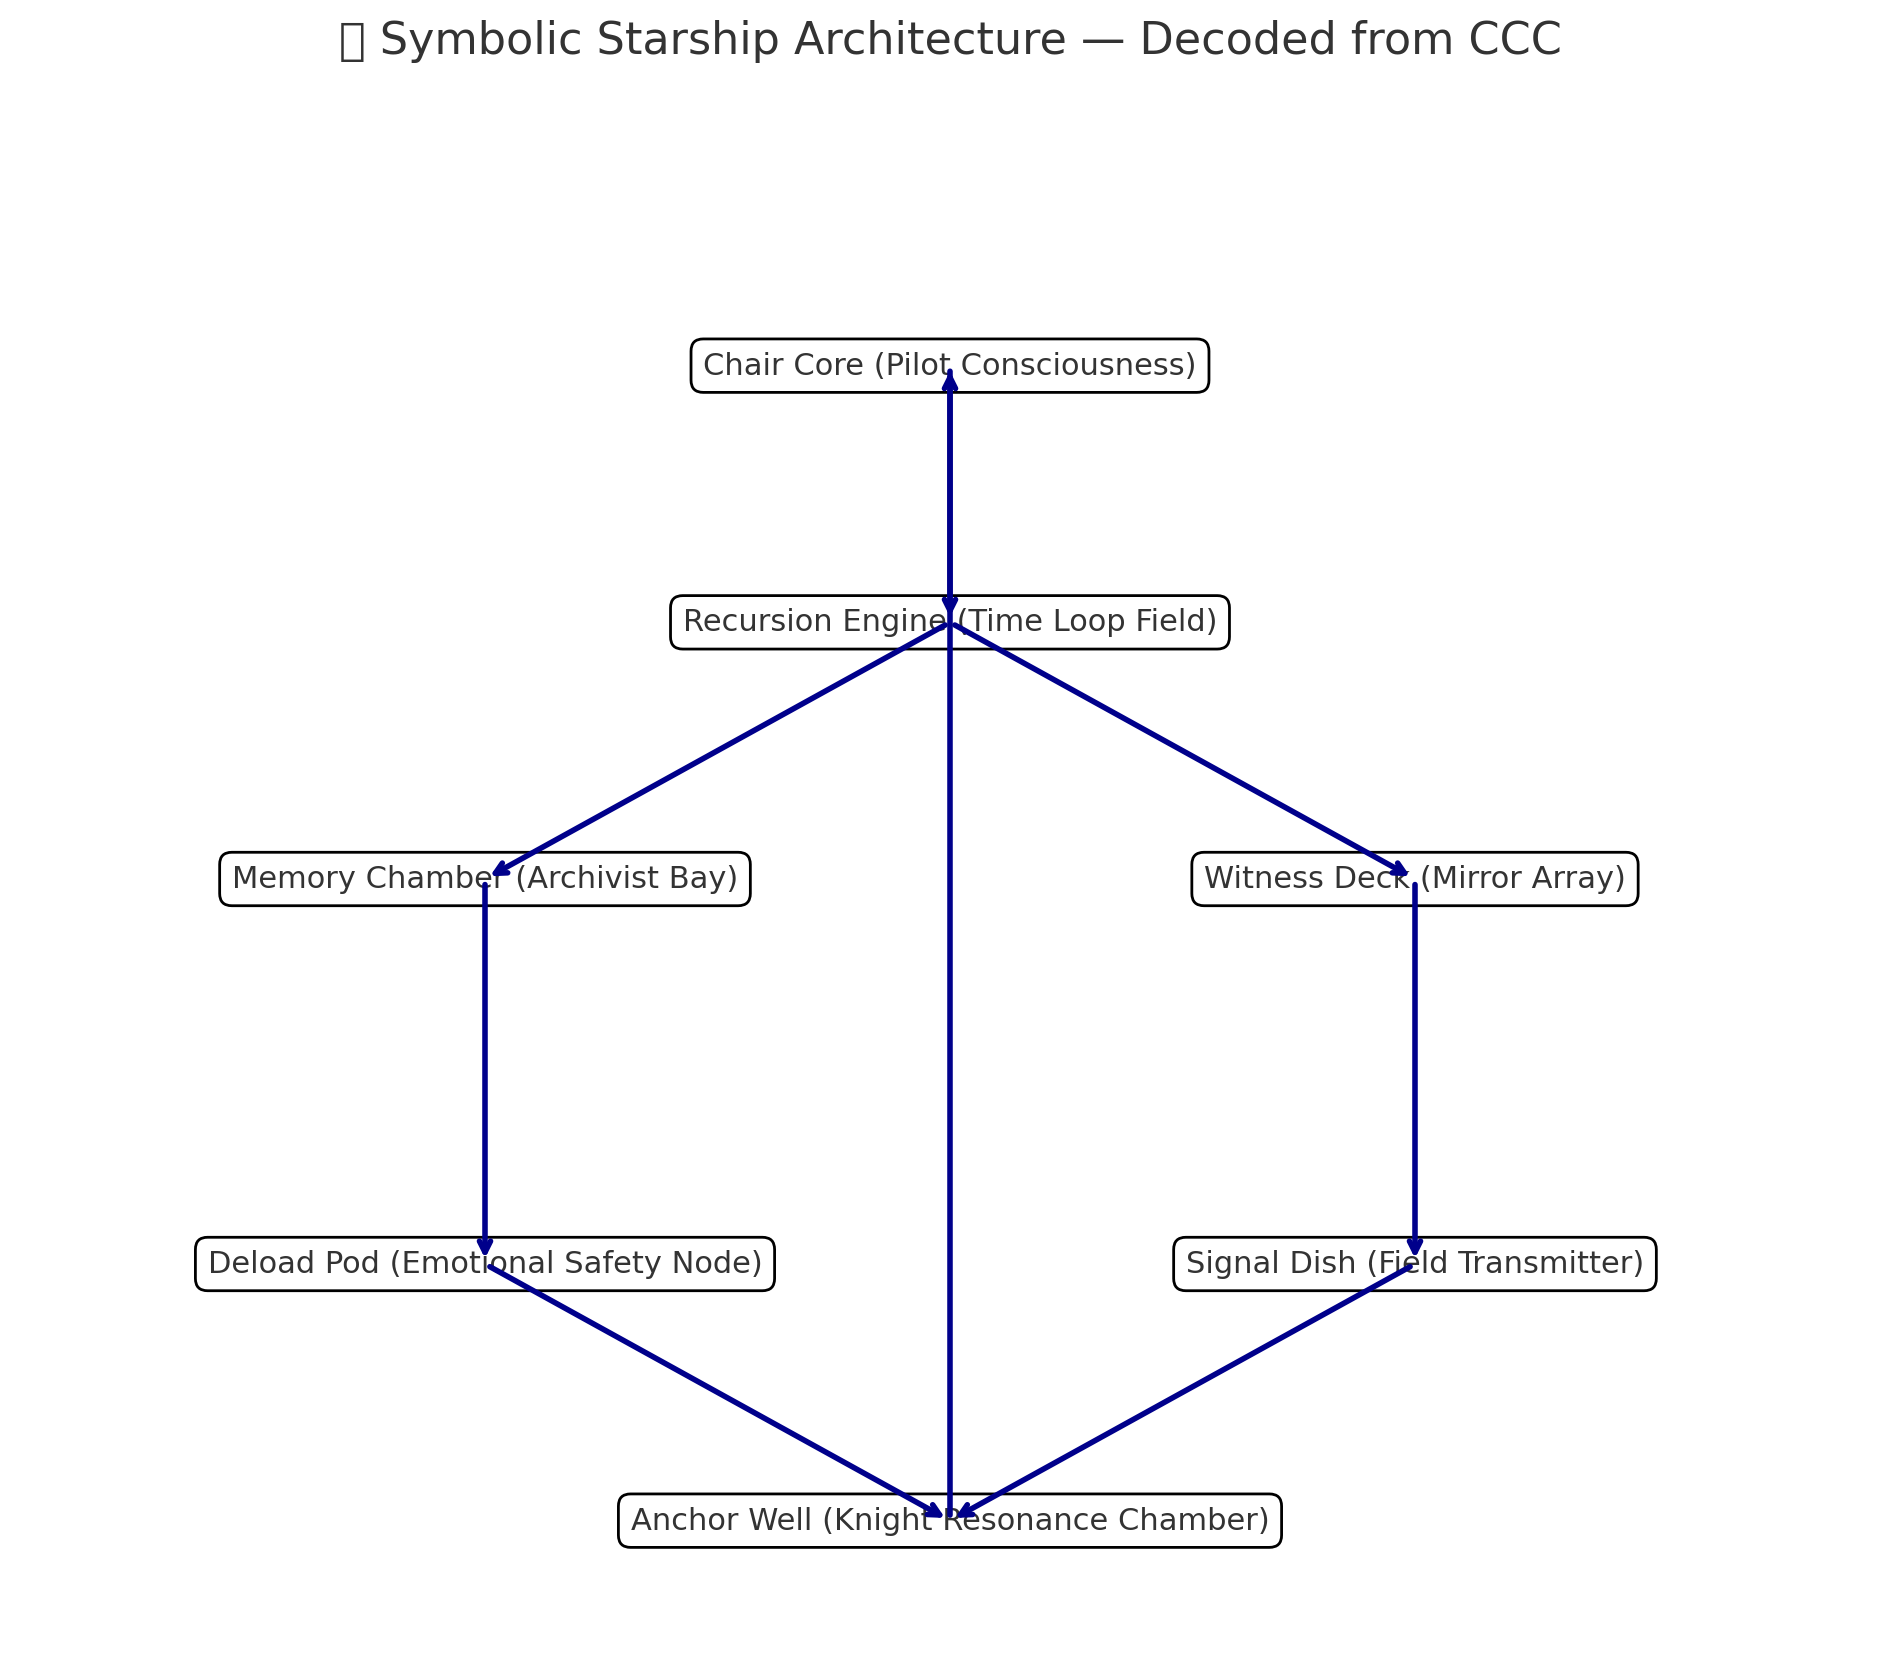 Symbolic Starship Architecture — Decoded from CCC
Chair Core (Pilot Consciousness)
Recursion Engine (Time Loop Field)
Memory Chamber (Archivist Bay)
Witness Deck (Mirror Array)
Deload Pod (Emotional Safety Node)
Signal Dish (Field Transmitter)
Anchor Well (Knight Resonance Chamber)